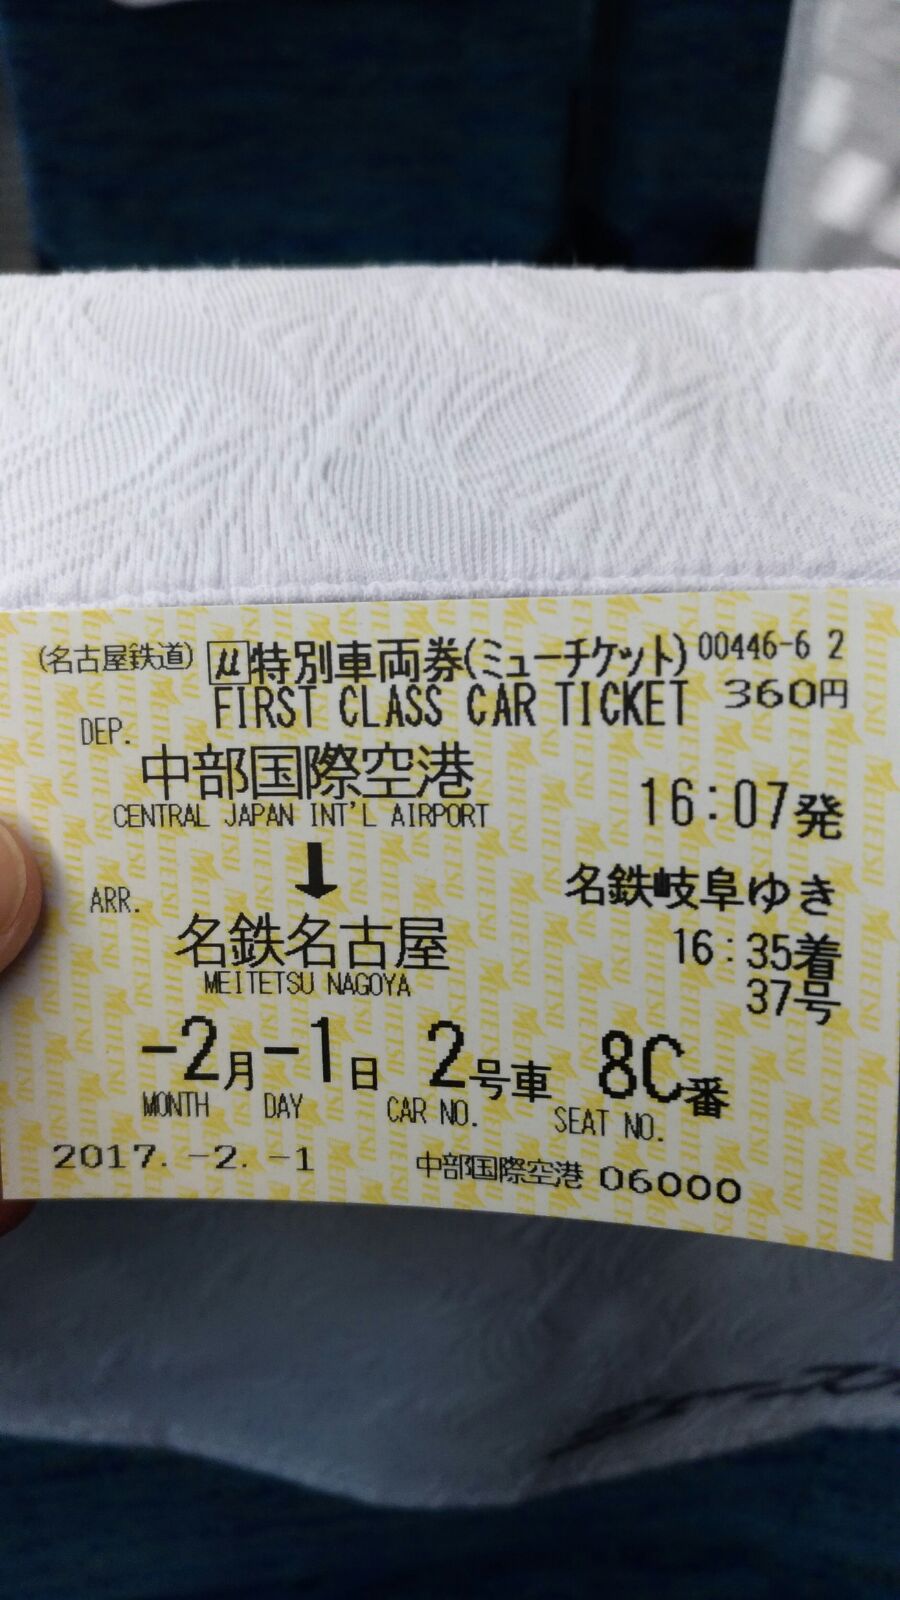 (名古屋鉄道) μ特別車両券(ミューチケット) 00446-6 2
FIRST CLASS CAR TICKET 360円
DEP.
中部国際空港 16:07発
CENTRAL JAPAN INT'L AIRPORT
名鉄岐阜ゆき
ARR.
名鉄名古屋 16:35着
MEITETSU NAGOYA 37号
-2月-1日 2号車 8C番
MONTH DAY CAR NO. SEAT NO.
2017.-2.-1 中部国際空港 06000